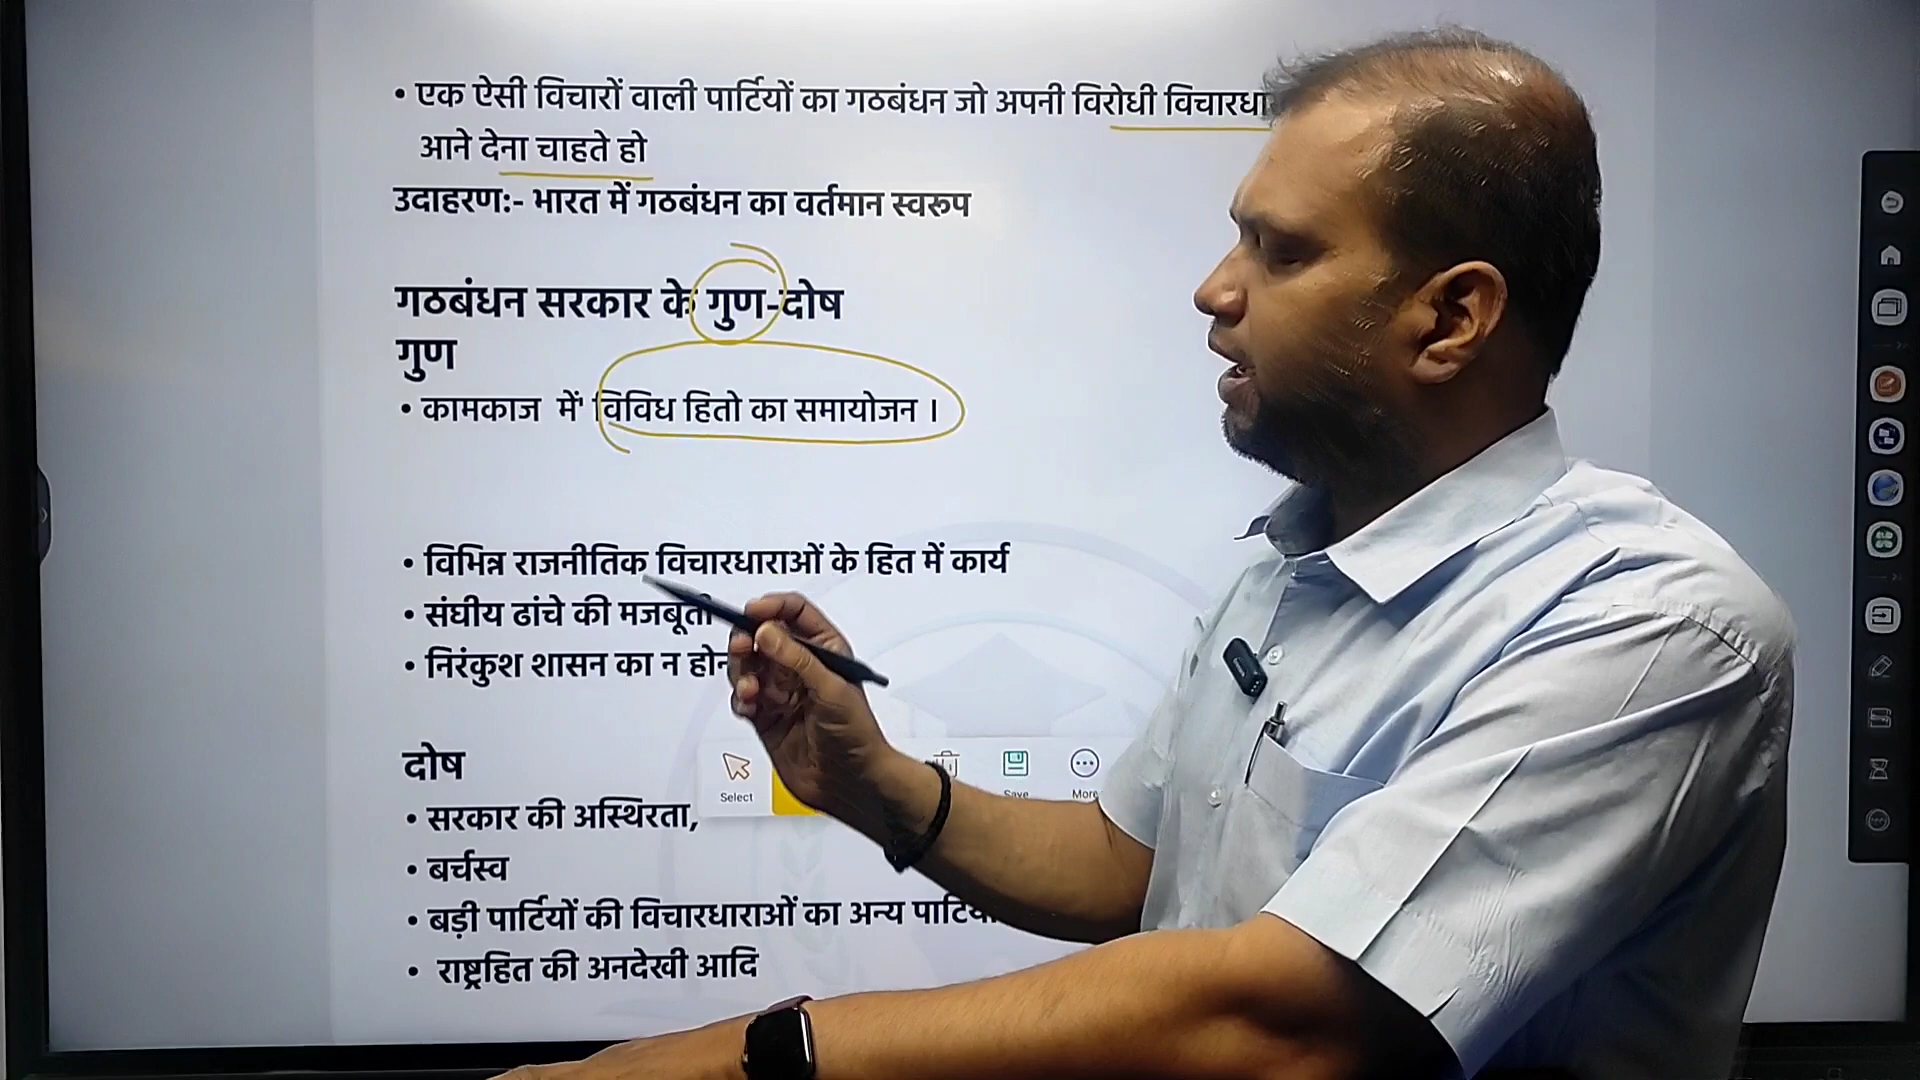 • एक ऐसी विचारों वाली पार्टियों का गठबंधन जो अपनी विरोधी
आने देना चाहते हो
उदाहरण:- भारत में गठबंधन का वर्तमान स्वरूप
गठबंधन सरकार के गुण-दोष
गुण
• कामकाज में' विविध हितो का समायोजन ।
• विभिन्न राजनीतिक विचारधाराओं के हित में कार्य
• संघीय ढांचे की मजबूती
• निरंकुश शासन का न
दोष
• सरकार की अस्थिरता,
• बर्चस्व
• बड़ी पार्टियों की विचारधाराओं का अन्य
• राष्ट्रहित की अनदेखी आदि
Select
Save
More